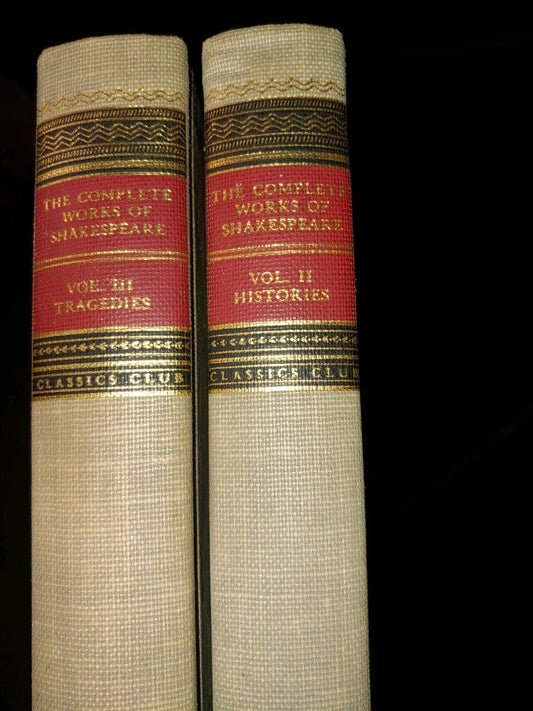 THE COMPLETE
WORKS OF
SHAKESPEARE
VOL. III
TRAGEDIES
CLASSICS CLUB
THE COMPLETE
WORKS OF
SHAKESPEARE
VOL. II
HISTORIES
CLASSICS CLUB